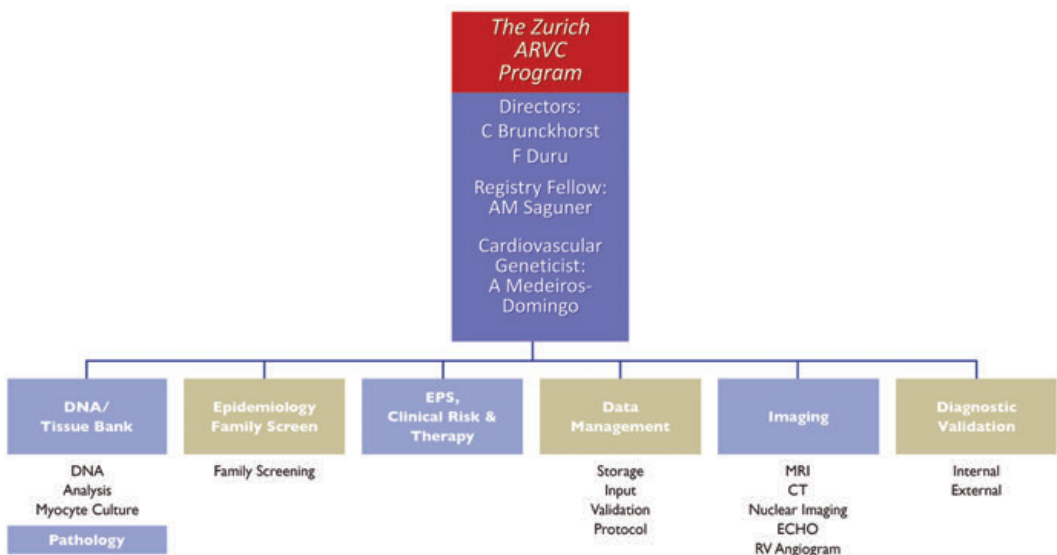 The Zurich
ARVC
Program
Directors:
C Brunckhorst
F Duru
Registry Fellow:
AM Saguner
Cardiovascular
Geneticist:
A Medeiros-
Domingo
DNA/
Tissue Bank
DNA
Analysis
Myocyte Culture
Pathology
Epidemiology
Family Screen
Family Screening
EPS,
Clinical Risk &
Therapy
Data
Management
Storage
Input
Validation
Protocol
Imaging
MRI
CT
Nuclear Imaging
ECHO
RV Angiogram
Diagnostic
Validation
Internal
External